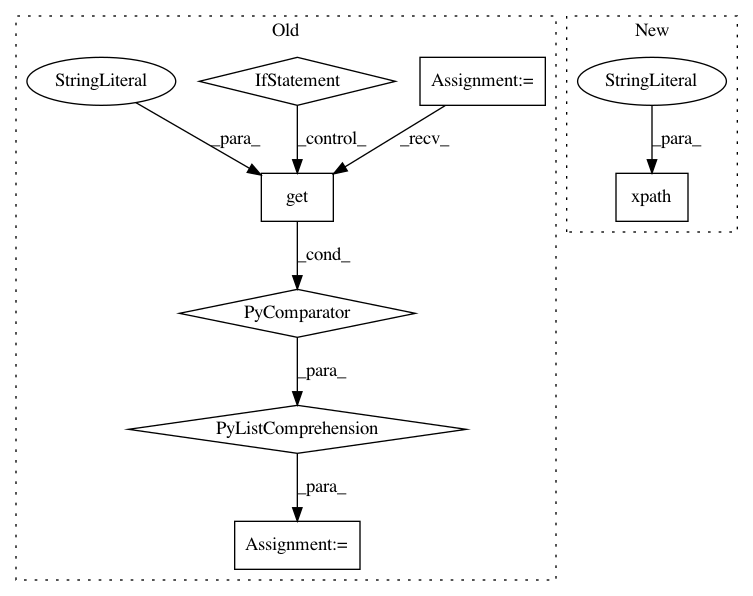 Old
New
StringLiteral
IfStatement
Assignment:=
StringLiteral
_para_
_control_
_recv_
_para_
get
xpath
_cond_
PyComparator
_para_
PyListComprehension
_para_
Assignment:=